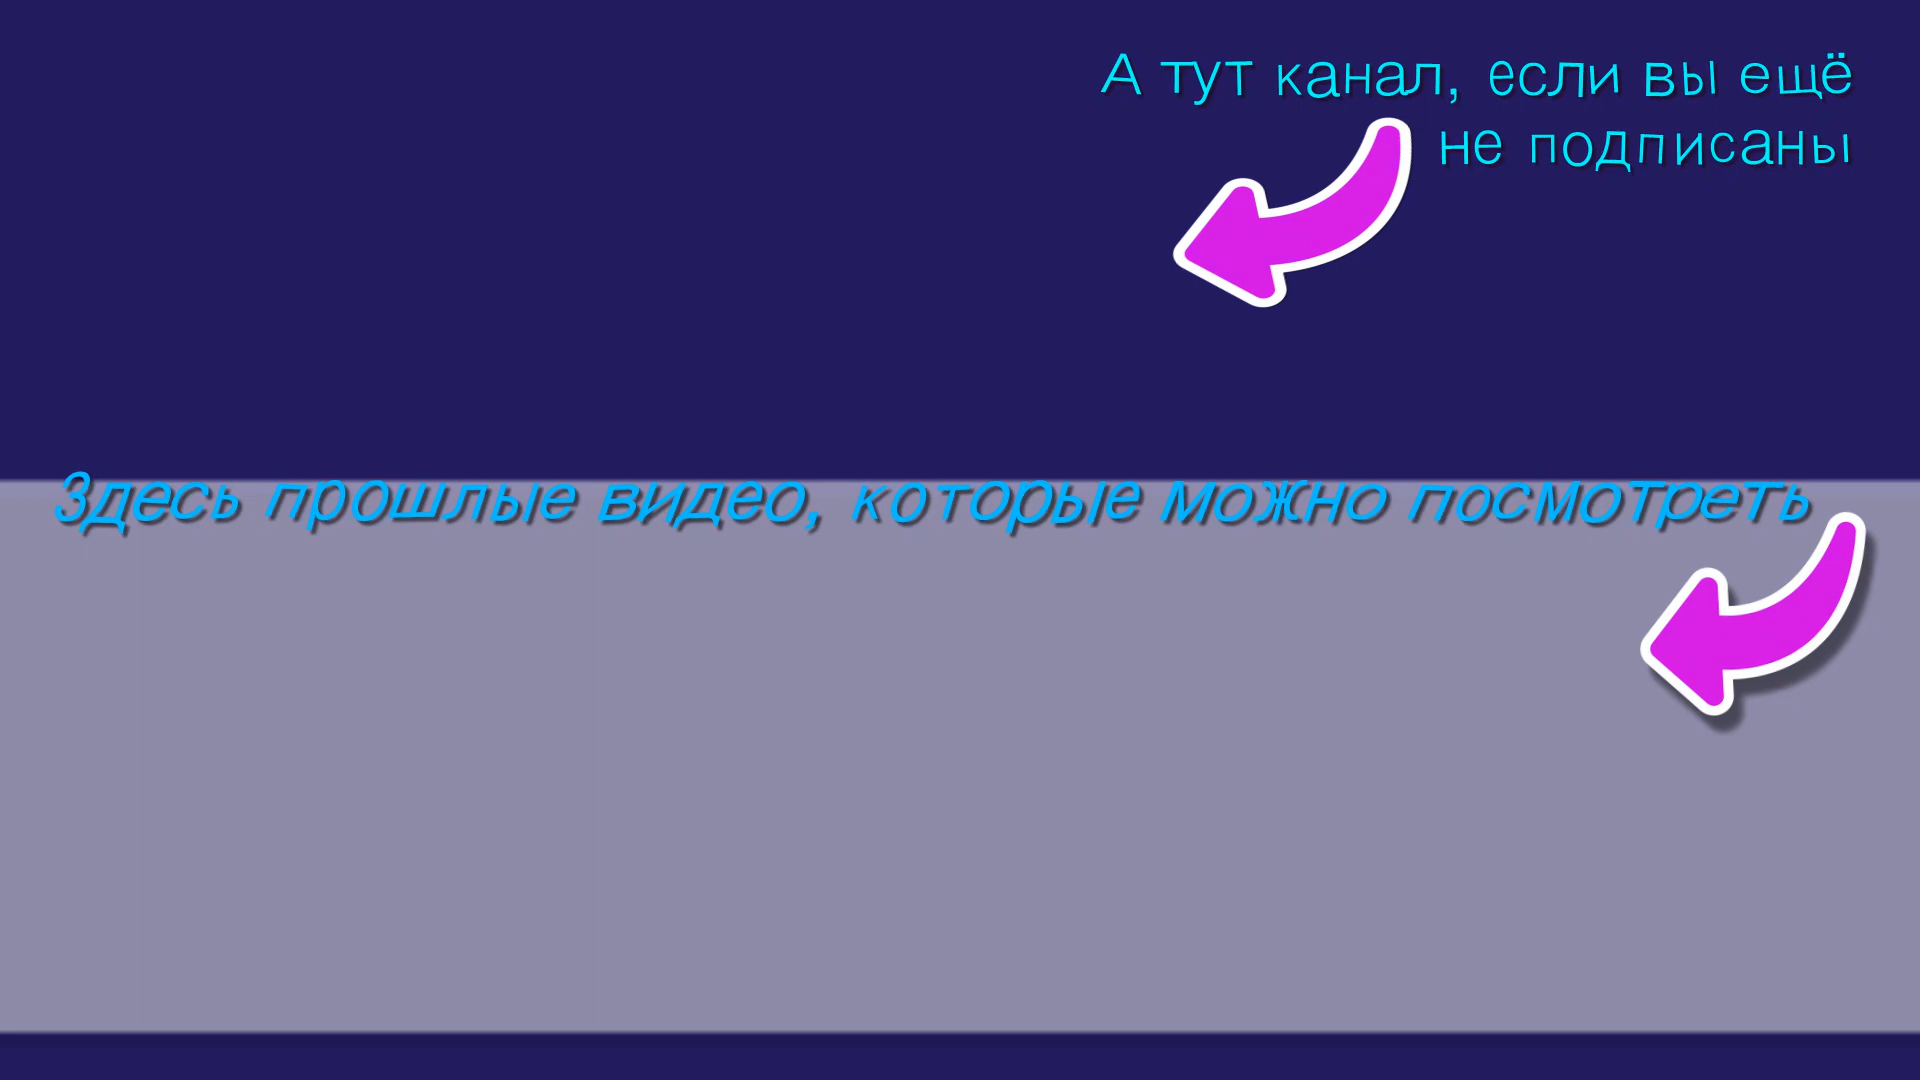 А тут канал, если вы ещё
не подписаны
Здесь прошлые видео, которые можно посмотреть